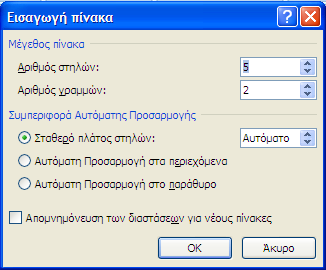 Εισαγωγή πίνακα
Μέγεθος πίνακα
Αριθμός στηλών: 5
Αριθμός γραμμών: 2
Συμπεριφορά Αυτόματης Προσαρμογής
Σταθερό πλάτος στηλών: Αυτόματο
Αυτόματη Προσαρμογή στα περιεχόμενα
Αυτόματη Προσαρμογή στο παράθυρο
Απομνημόνευση των διαστάσεων για νέους πίνακες
OK Άκυρο